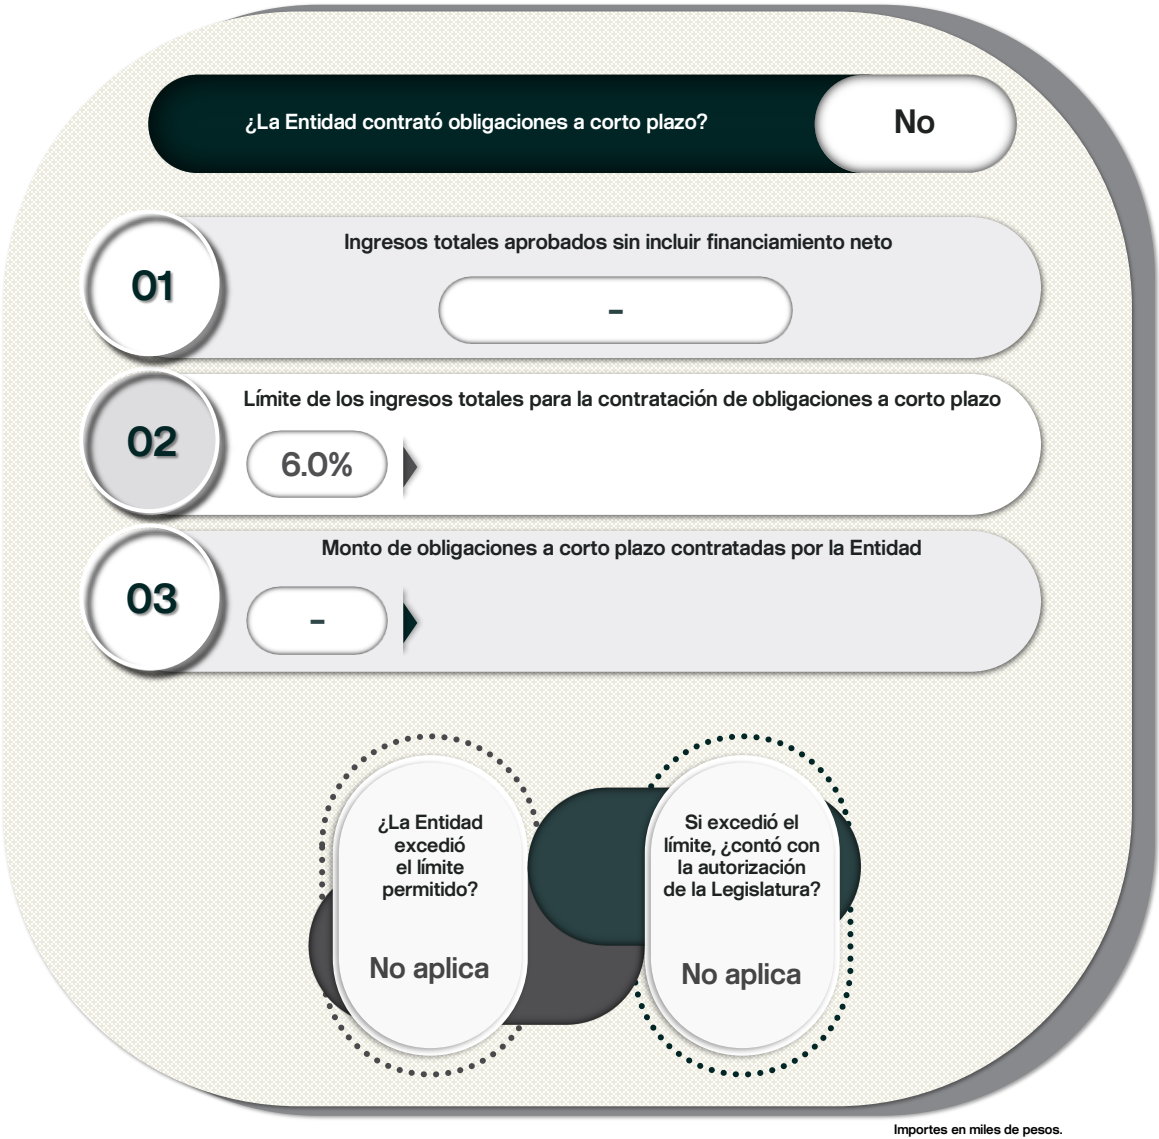 ¿La Entidad contrató obligaciones a corto plazo?
No
01
Ingresos totales aprobados sin incluir financiamiento neto
-
02
Límite de los ingresos totales para la contratación de obligaciones a corto plazo
6.0%
03
Monto de obligaciones a corto plazo contratadas por la Entidad
-
¿La Entidad
excedió
el límite
permitido?
No aplica
Si excedió el
límite, ¿contó con
la autorización
de la Legislatura?
No aplica
Importes en miles de pesos.